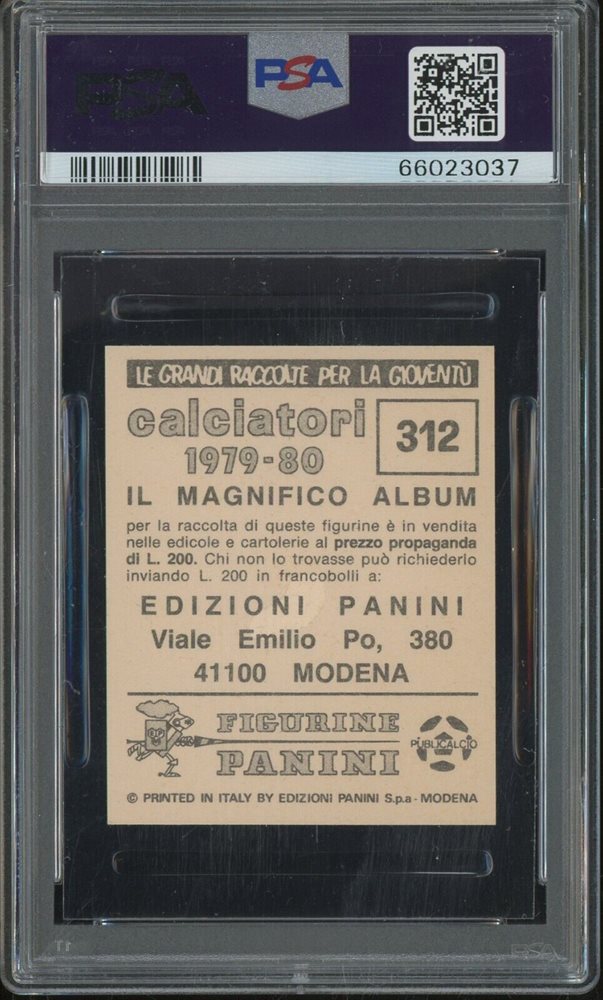 PSA
PSA
66023037
LE GRANDI RACCOLTE PER LA GIOVENTÙ
calciatori
1979-80
312
IL MAGNIFICO ALBUM
per la raccolta di queste figurine è in vendita
nelle edicole e cartolerie al prezzo propaganda
di L. 200. Chi non lo trovasse può richiederlo
inviando L. 200 in francobolli a:
EDIZIONI PANINI
Viale Emilio Po, 380
41100 MODENA
FIGURINE
PANINI
PUBLICALCIO
© PRINTED IN ITALY BY EDIZIONI PANINI S.p.a - MODENA
PSA